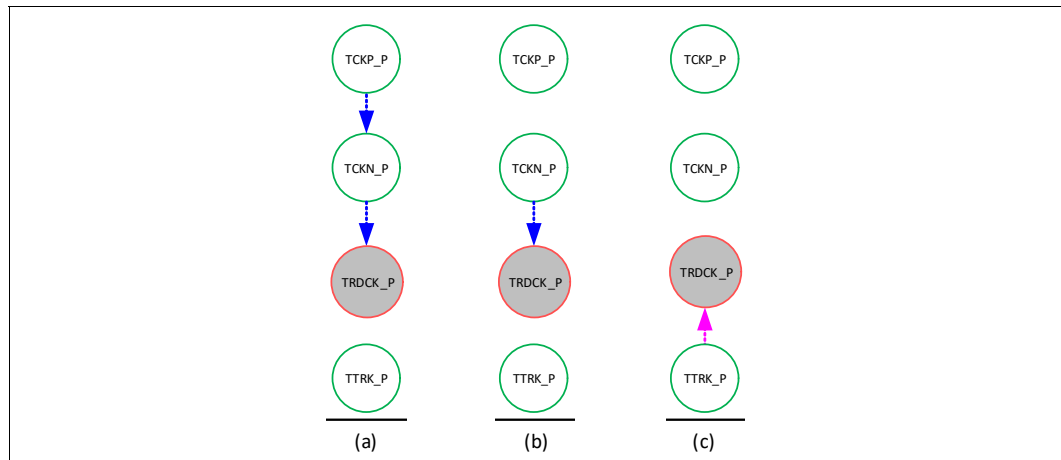 TCKP_P TCKP_P TCKP_P
TCKN_P TCKN_P TCKN_P
TRDCK_P TRDCK_P TRDCK_P
TTRK_P TTRK_P TTRK_P
(a) (b) (c)